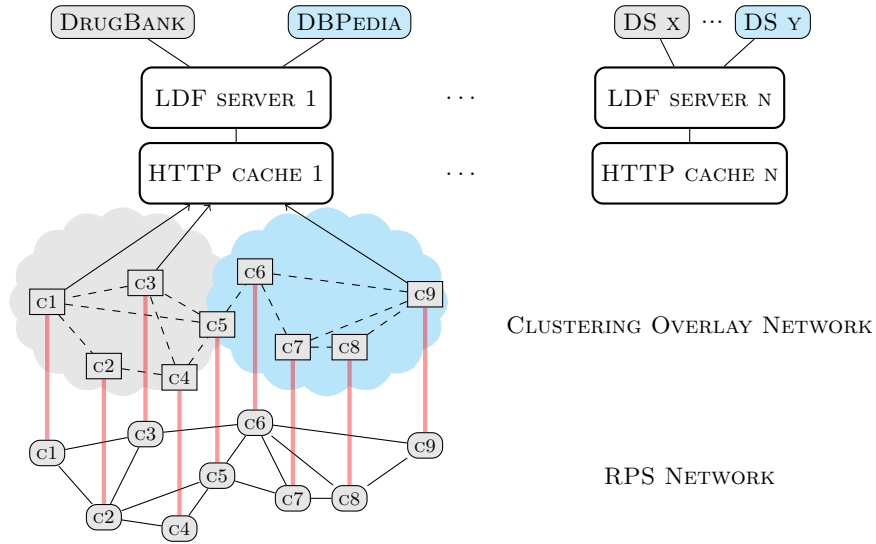 DrugBank DBPedia DS x ··· DS y
LDF server 1 ··· LDF server n
HTTP cache 1 ··· HTTP cache n
c6
c3
c9
c1
c5
Clustering Overlay Network
c7 c8
c2
c4
c6
c3
c9
c1
c5
RPS Network
c7 c8
c2
c4